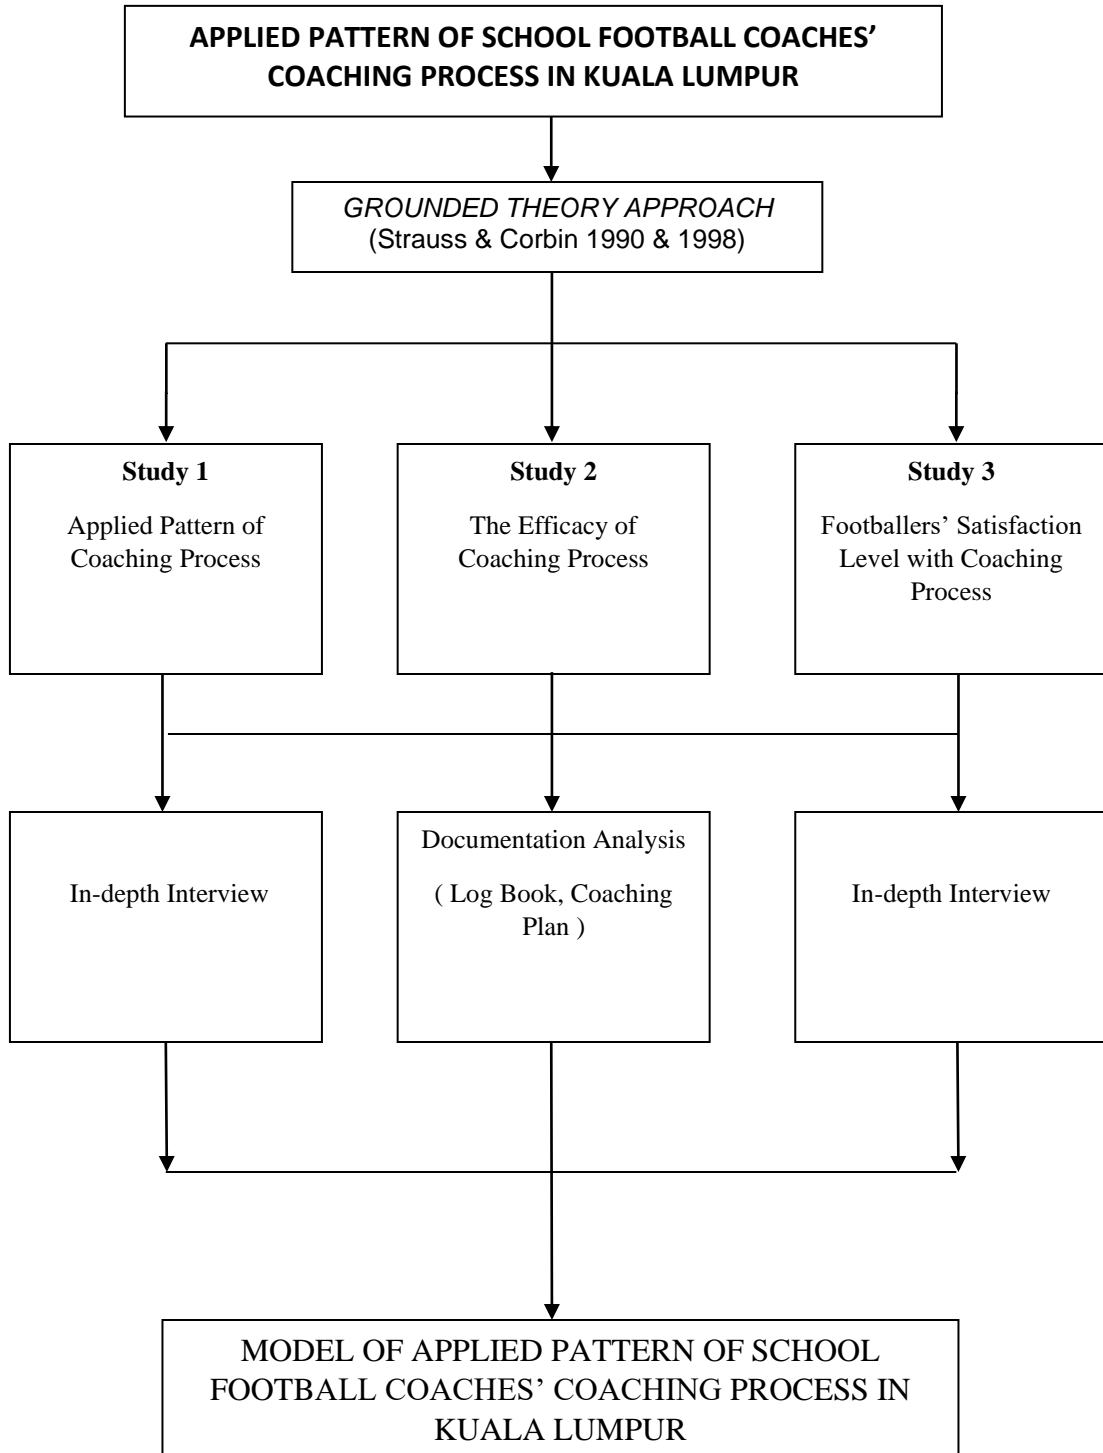 APPLIED PATTERN OF SCHOOL FOOTBALL COACHES’
COACHING PROCESS IN KUALA LUMPUR
GROUNDED THEORY APPROACH
(Strauss & Corbin 1990 & 1998)
Study 1
Applied Pattern of
Coaching Process
Study 2
The Efficacy of
Coaching Process
Study 3
Footballers’ Satisfaction
Level with Coaching
Process
In-depth Interview
Documentation Analysis
( Log Book, Coaching
Plan )
In-depth Interview
MODEL OF APPLIED PATTERN OF SCHOOL
FOOTBALL COACHES’ COACHING PROCESS IN
KUALA LUMPUR